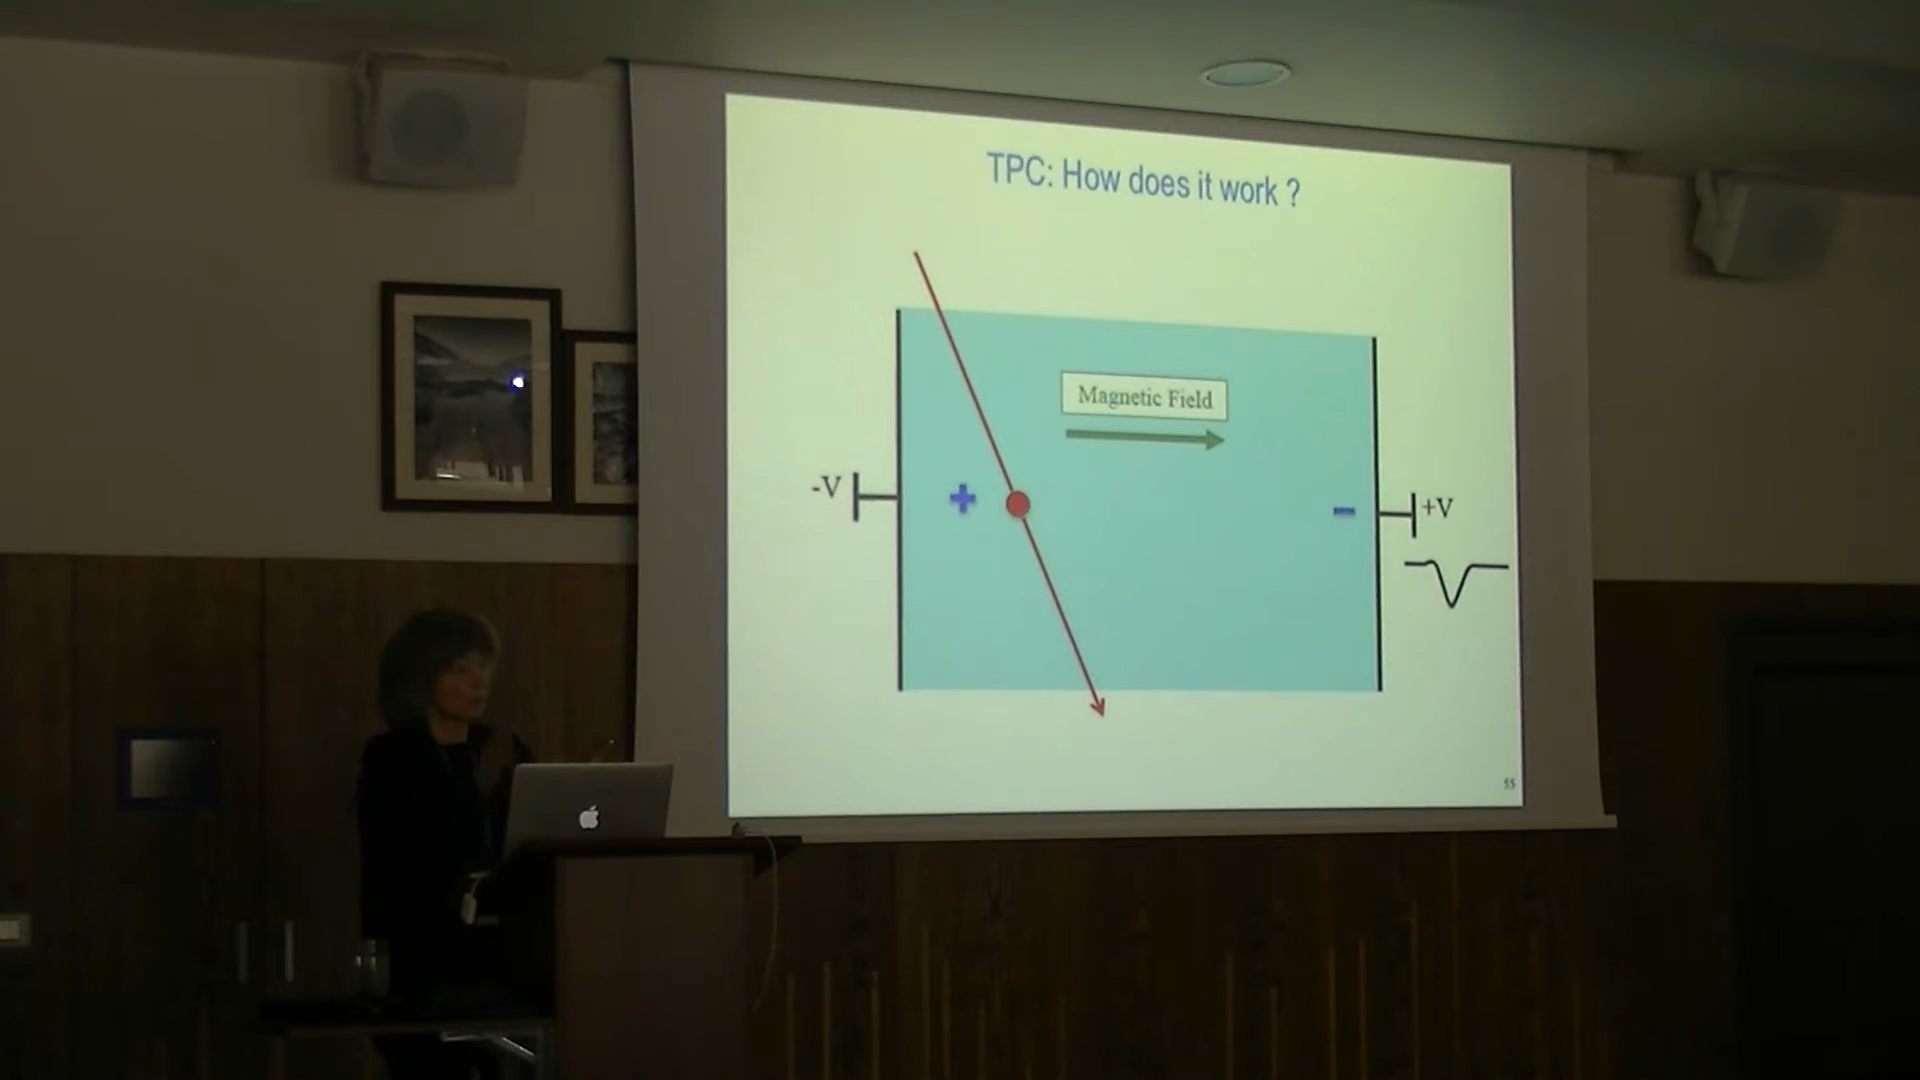 TPC: How does it work ?
Magnetic Field
-V
+
-
+V
55